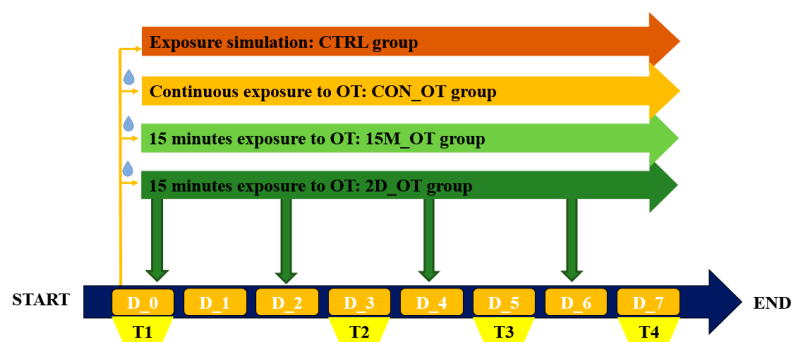 Exposure simulation: CTRL group
Continuous exposure to OT: CON_OT group
15 minutes exposure to OT: 15M_OT group
15 minutes exposure to OT: 2D_OT group
START D_0 D_1 D_2 D_3 D_4 D_5 D_6 D_7 END
T1 T2 T3 T4